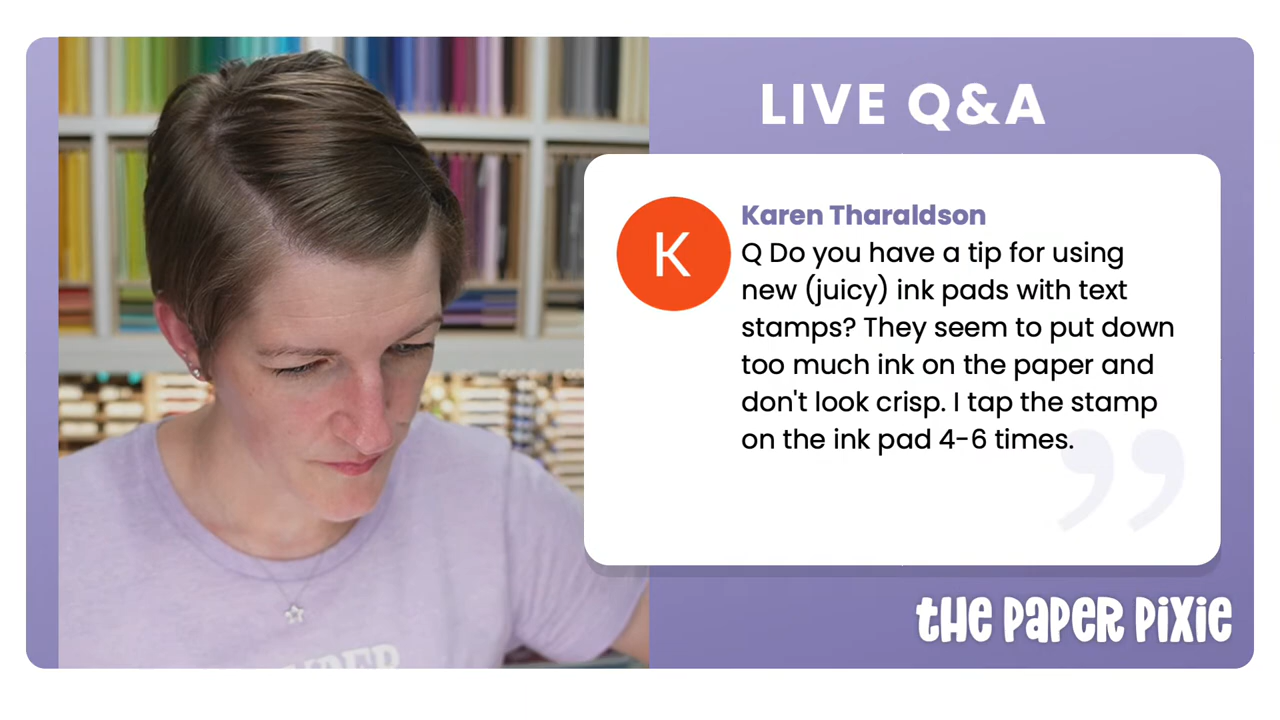 LIVE Q&A
K
Karen Tharaldson
Q Do you have a tip for using
new (juicy) ink pads with text
stamps? They seem to put down
too much ink on the paper and
don't look crisp. I tap the stamp
on the ink pad 4-6 times.
the PAPER PiXiE